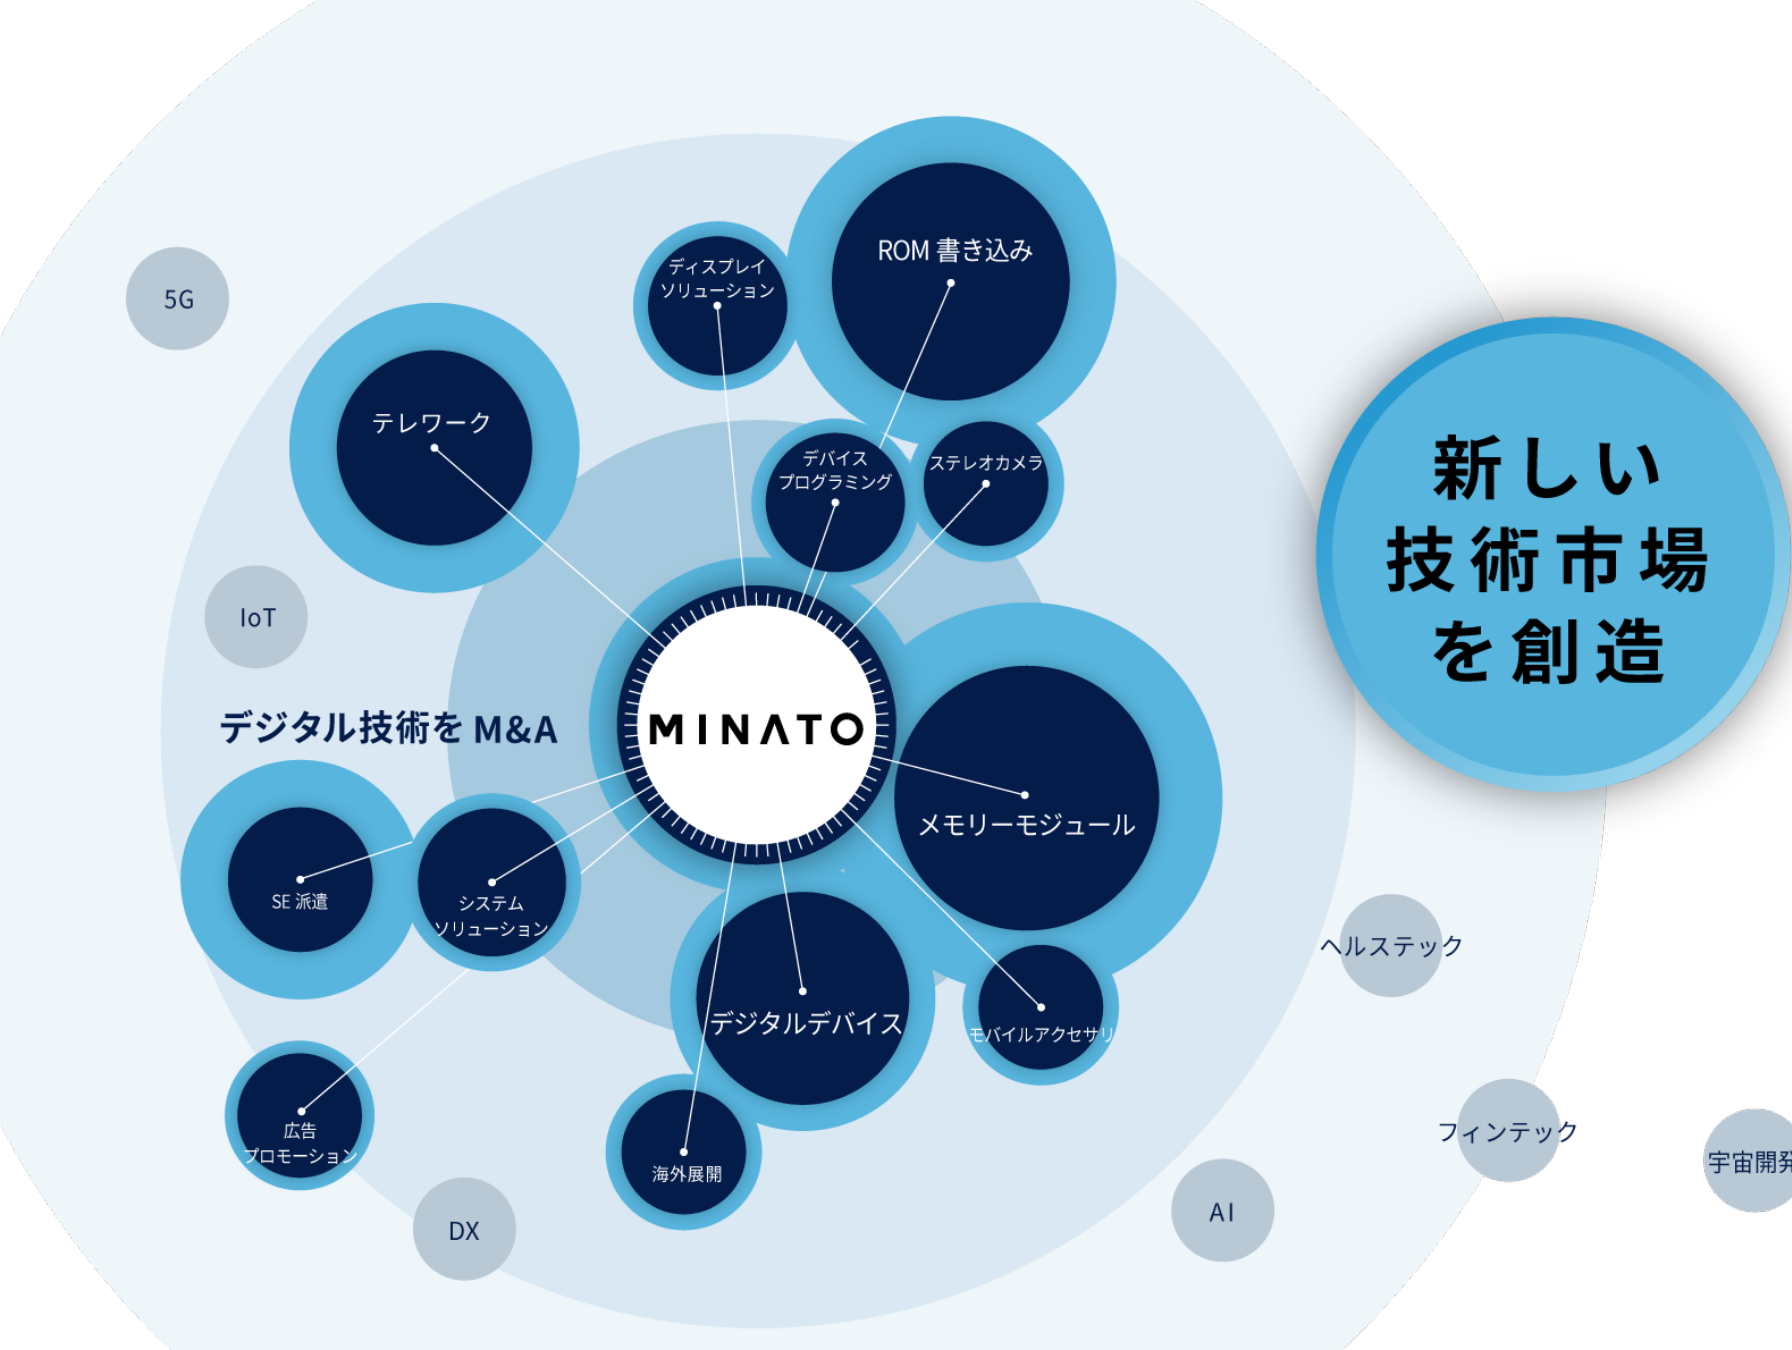 ROM 書き込み
ディスプレイ
ソリューション
5G
テレワーク
デバイス
プログラミング
ステレオカメラ
新しい
技術市場
を創造
IoT
デジタル技術を M&A
MINATO
メモリーモジュール
SE 派遣
システム
ソリューション
ヘルステック
デジタルデバイス
モバイルアクセサリ
広告
プロモーション
海外展開
フィンテック
宇宙開発
DX
AI